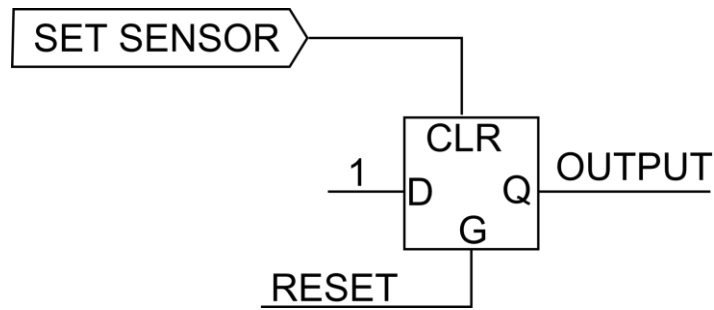 SET SENSOR
CLR
1
OUTPUT
D
Q
G
RESET